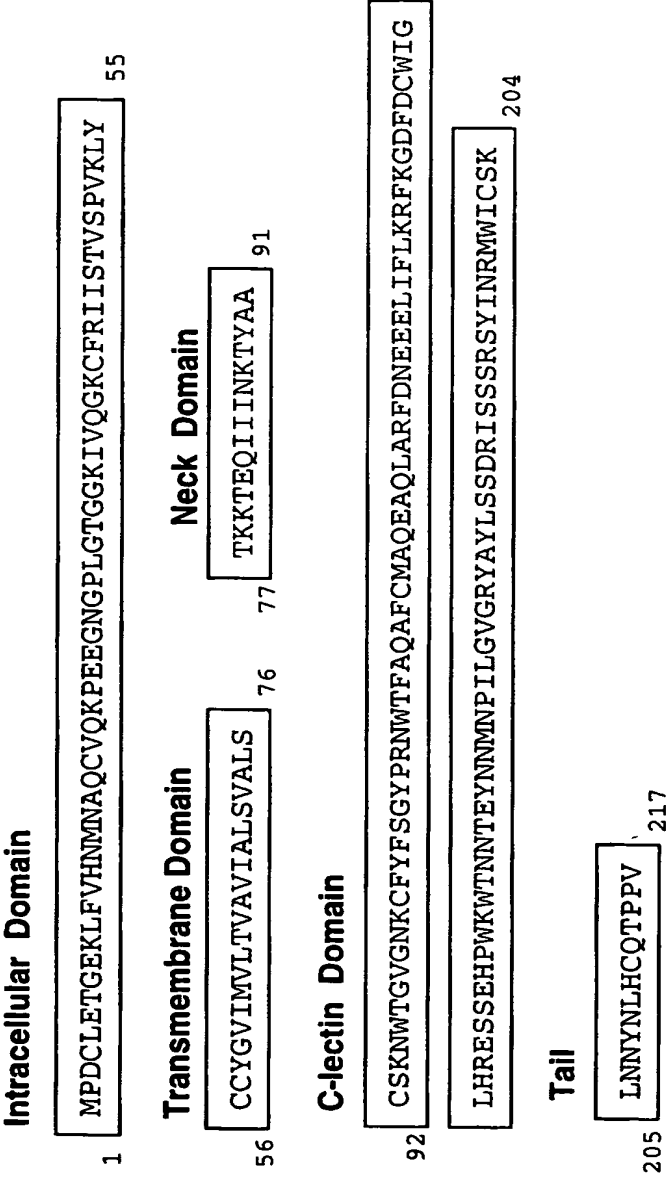 Intracellular Domain
1 MPDCLETGEKLFVHNMNAQCVQKPEEGNGPLGTGGKIVQGKCFRIISTVSPVKLY 55
Transmembrane Domain
56 CCYGVIMVLTVAVIALSVALS 76
Neck Domain
77 TKKTEQIIINKTYAA 91
C-lectin Domain
92 CSKNWTGVGNKCFYFSGYPRNWTFAQAFCMAQEAQLARFDNEEELIFLKRFKGDFDCWIG
LHRESSEHPWKWTNNTEYNNMNPILGVGRYAYLSSDRISSSRSYINRMWICSK 204
Tail
205 LNNYNLHCQTPPV 217